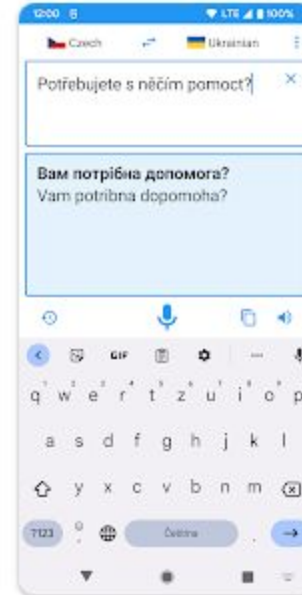 12:00 LTE 100%
Czech Ukrainian
Potřebujete s něčím pomoct?
Вам потрібна допомога?
Vam potribna dopomoha?
GIF
q w e r t z u i o p
a s d f g h j k l
y x c v b n m
?123 , Čeština .